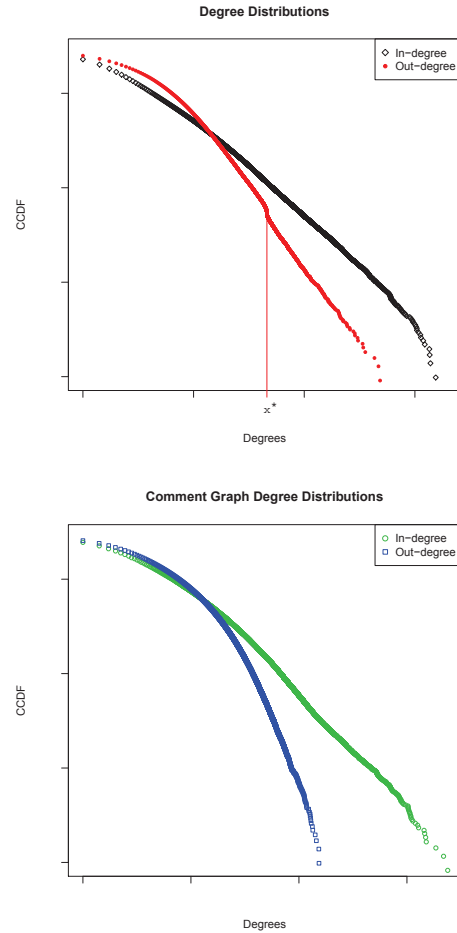 Degree Distributions
In-degree
Out-degree
CCDF
x*
Degrees
Comment Graph Degree Distributions
In-degree
Out-degree
CCDF
Degrees